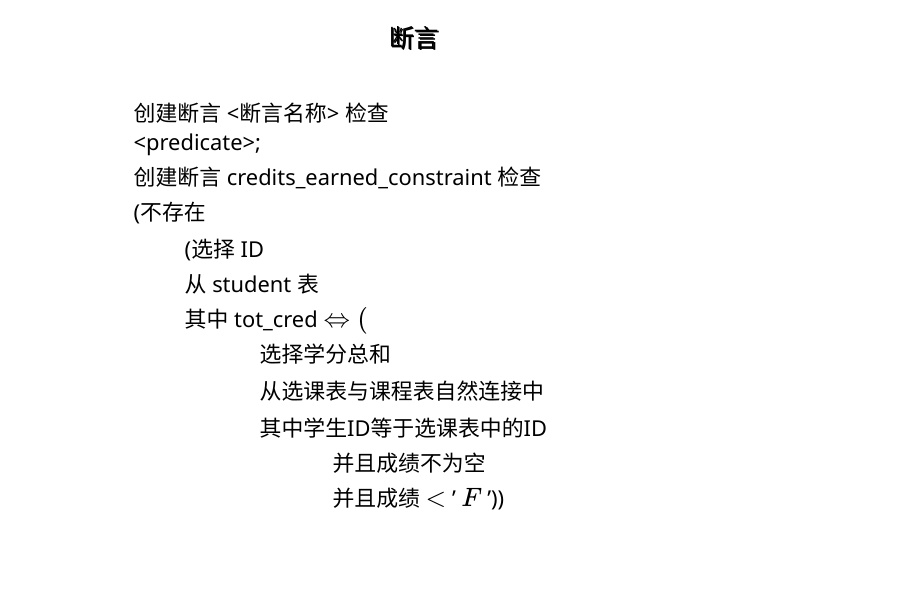 断言
创建断言 <断言名称> 检查
<predicate>;
创建断言 credits_earned_constraint 检查
(不存在
(选择 ID
从 student 表
其中 tot_cred ⇔ (
选择学分总和
从选课表与课程表自然连接中
其中学生ID等于选课表中的ID
并且成绩不为空
并且成绩 < ′ F ′))